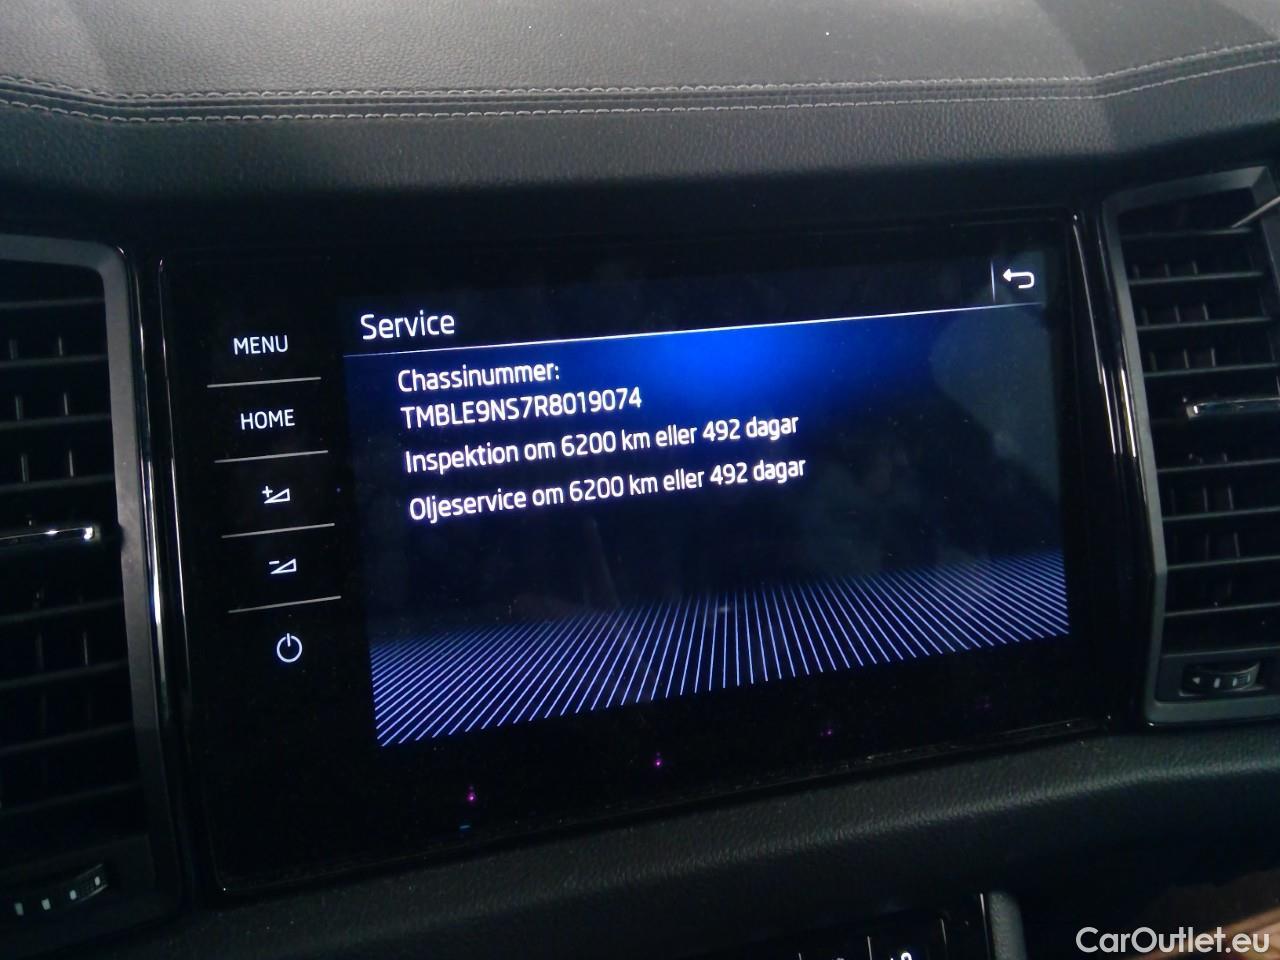 Service
MENU
HOME
Chassinummer:
TMBLE9NS7R8019074
Inspektion om 6200 km eller 492 dagar
Oljeservice om 6200 km eller 492 dagar
CarOutlet.eu